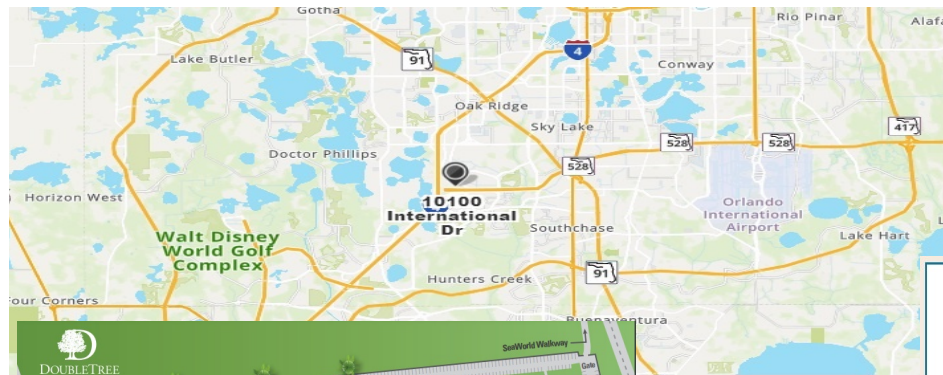 Gotha
Rio Pinar
Alafa
Lake Butler
91
4
Conway
Oak Ridge
Sky Lake
417
528
528
Doctor Phillips
528
Horizon West
10100
International
Dr
Orlando
International
Airport
Southchase
Walt Disney
World Golf
Complex
Lake Hart
L
91
Hunters Creek
Four Corners
Buenaventura
SeaWorld Walkway
Gate
DOUBLETREE